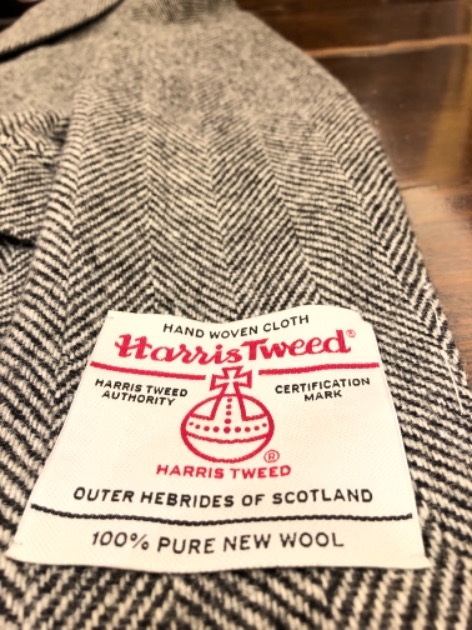 HAND WOVEN CLOTH
Harris Tweed®
HARRIS TWEED
AUTHORITY
CERTIFICATION
MARK
®
HARRIS TWEED
OUTER HEBRIDES OF SCOTLAND
100% PURE NEW WOOL